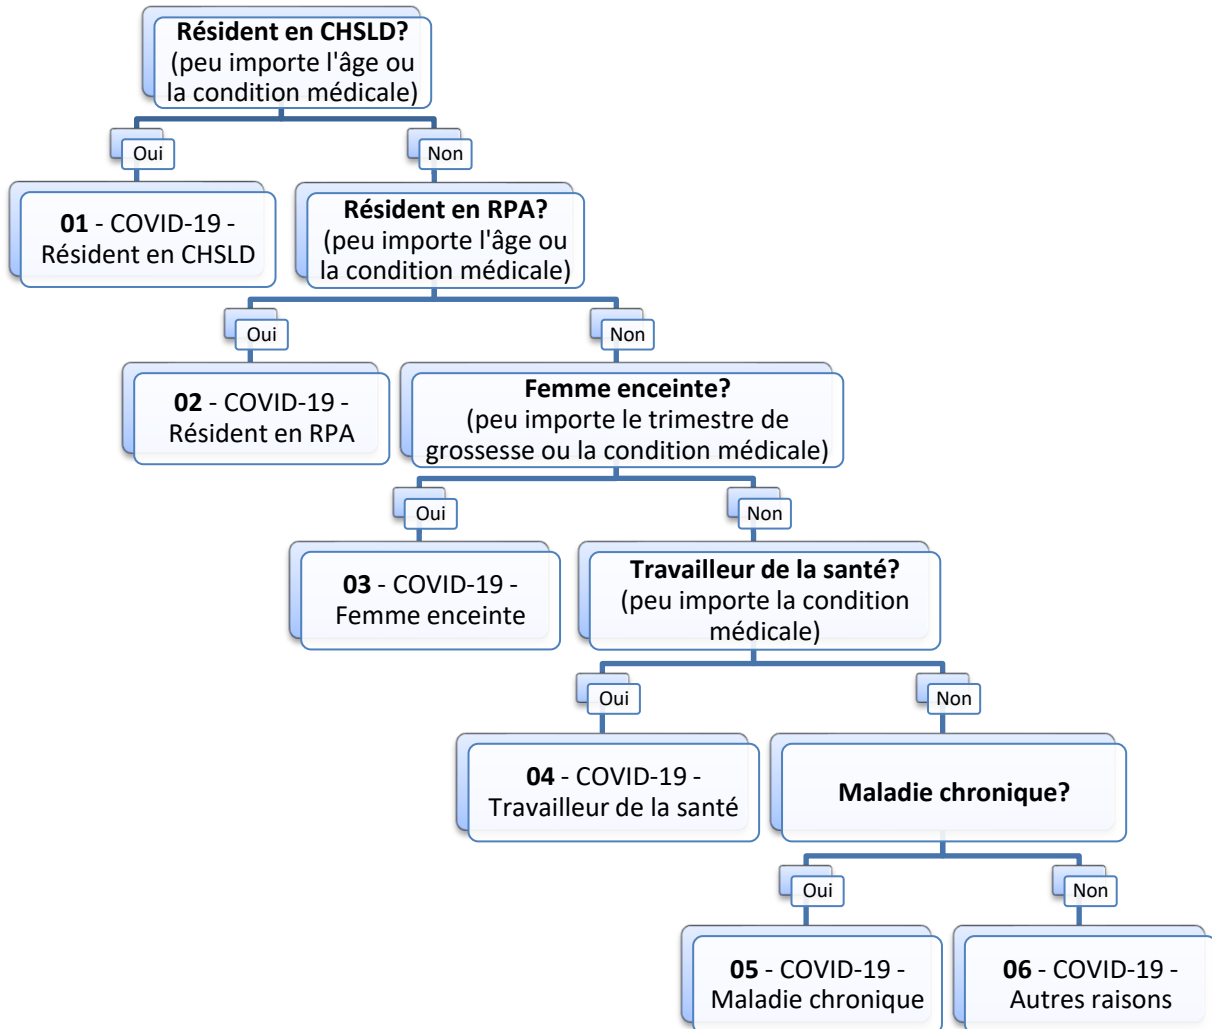 Résident en CHSLD?
(peu importe l'âge ou
la condition médicale)
Oui
Non
01 - COVID-19 -
Résident en CHSLD
Résident en RPA?
(peu importe l'âge ou
la condition médicale)
Oui
Non
02 - COVID-19 -
Résident en RPA
Femme enceinte?
(peu importe le trimestre de
grossesse ou la condition médicale)
Oui
Non
03 - COVID-19 -
Femme enceinte
Travailleur de la santé?
(peu importe la condition
médicale)
Oui
Non
04 - COVID-19 -
Travailleur de la santé
Maladie chronique?
Oui
Non
05 - COVID-19 -
Maladie chronique
06 - COVID-19 -
Autres raisons